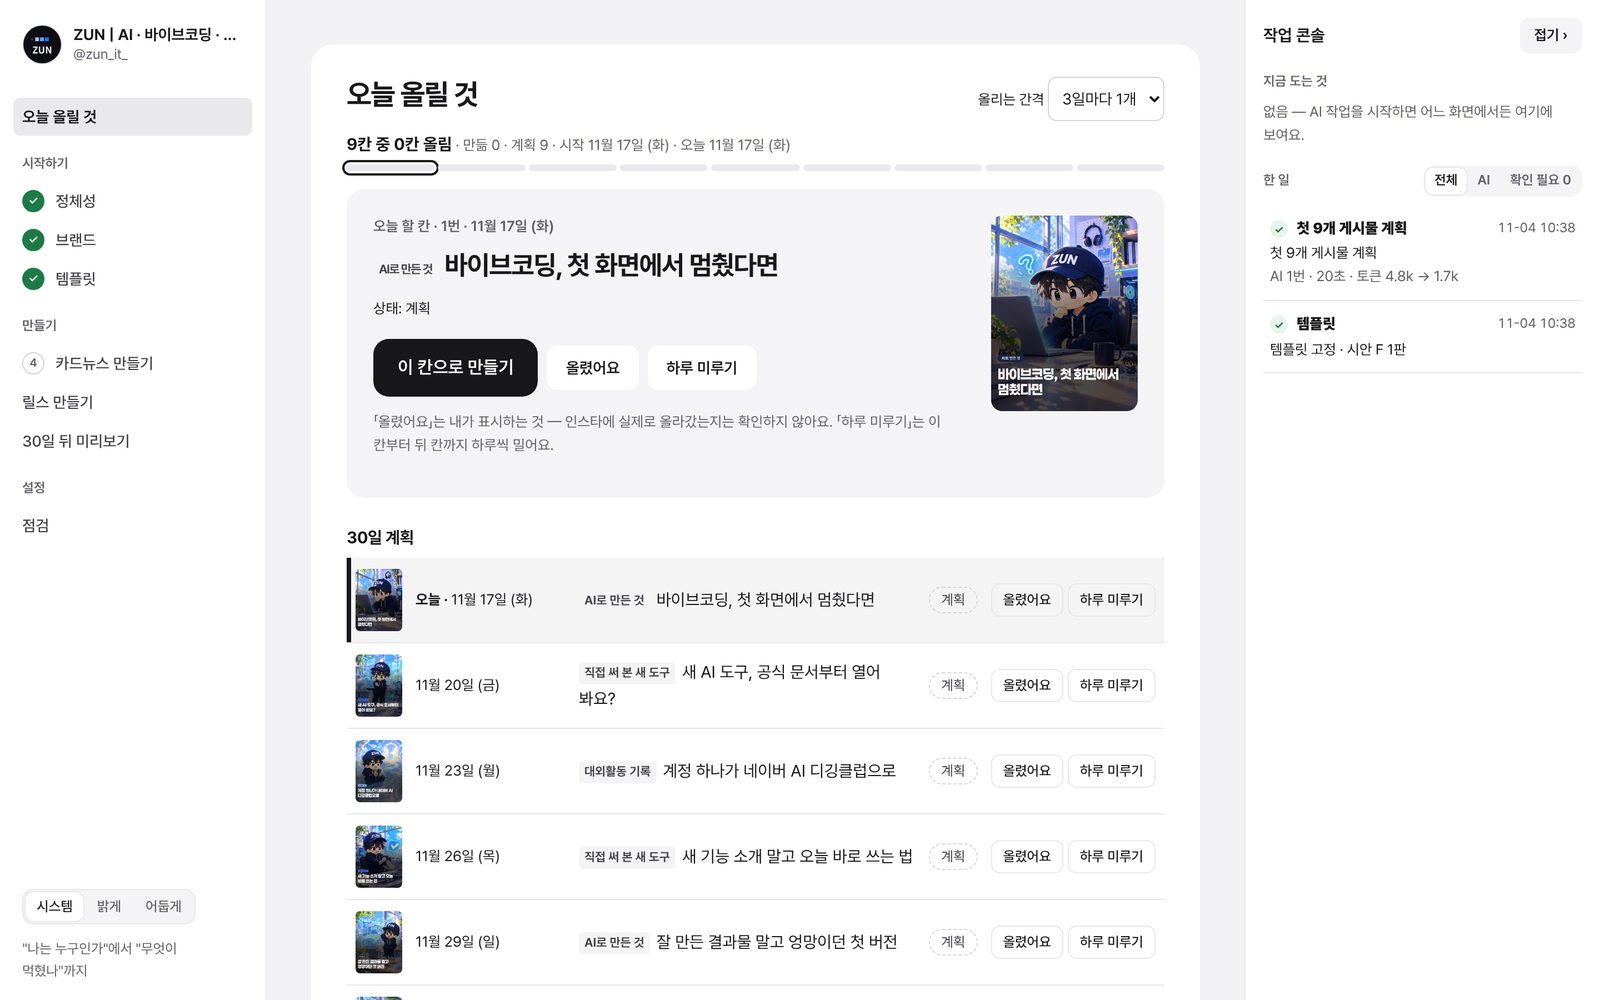 ZUN
ZUN | AI · 바이브코딩 · ...
@zun_it_
오늘 올릴 것
시작하기
정체성
브랜드
템플릿
만들기
4 카드뉴스 만들기
릴스 만들기
30일 뒤 미리보기
설정
점검
시스템 밝게 어둡게
"나는 누구인가"에서 "무엇이
먹혔나"까지
오늘 올릴 것
올리는 간격 3일마다 1개
9칸 중 0칸 올림 · 만듦 0 · 계획 9 · 시작 11월 17일 (화) · 오늘 11월 17일 (화)
오늘 할 칸 · 1번 · 11월 17일 (화)
AI로 만든 것 바이브코딩, 첫 화면에서 멈췄다면
상태: 계획
이 칸으로 만들기 올렸어요 하루 미루기
「올렸어요」는 내가 표시하는 것 — 인스타에 실제로 올라갔는지는 확인하지 않아요. 「하루 미루기」는 이
칸부터 뒤 칸까지 하루씩 밀어요.
ZUN
AI로 만든 것
바이브코딩, 첫 화면에서
멈췄다면
30일 계획
오늘 · 11월 17일 (화) AI로 만든 것 바이브코딩, 첫 화면에서 멈췄다면 계획 올렸어요 하루 미루기
11월 20일 (금) 직접 써 본 새 도구 새 AI 도구, 공식 문서부터 열어
봐요? 계획 올렸어요 하루 미루기
11월 23일 (월) 대외활동 기록 계정 하나가 네이버 AI 디깅클럽으로 계획 올렸어요 하루 미루기
11월 26일 (목) 직접 써 본 새 도구 새 기능 소개 말고 오늘 바로 쓰는 법 계획 올렸어요 하루 미루기
11월 29일 (일) AI로 만든 것 잘 만든 결과물 말고 엉망이던 첫 버전 계획 올렸어요 하루 미루기
작업 콘솔 접기 ›
지금 도는 것
없음 — AI 작업을 시작하면 어느 화면에서든 여기에
보여요.
한 일 전체 AI 확인 필요 0
첫 9개 게시물 계획 11-04 10:38
첫 9개 게시물 계획
AI 1번 · 20초 · 토큰 4.8k → 1.7k
템플릿 11-04 10:38
템플릿 고정 · 시안 F 1판